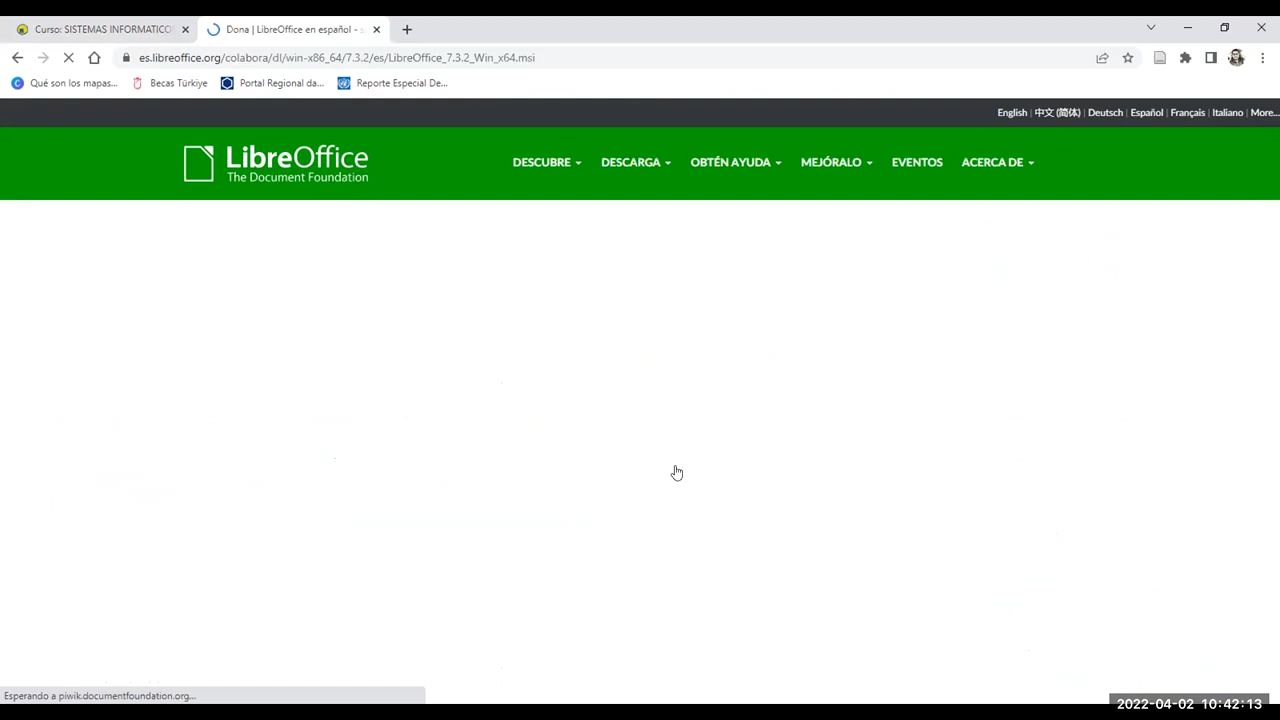 Curso: SISTEMAS INFORMATICO
Dona | LibreOffice en español - s
es.libreoffice.org/colabora/dl/win-x86_64/7.3.2/es/LibreOffice_7.3.2_Win_x64.msi
Qué son los mapas... Becas Türkiye Portal Regional da... Reporte Especial De...
English | 中文 (简体) | Deutsch | Español | Français | Italiano | More...
LibreOffice
The Document Foundation
DESCUBRE DESCARGA OBTÉN AYUDA MEJÓRALO EVENTOS ACERCA DE
Esperando a piwik.documentfoundation.org...
2022-04-02 10:42:13